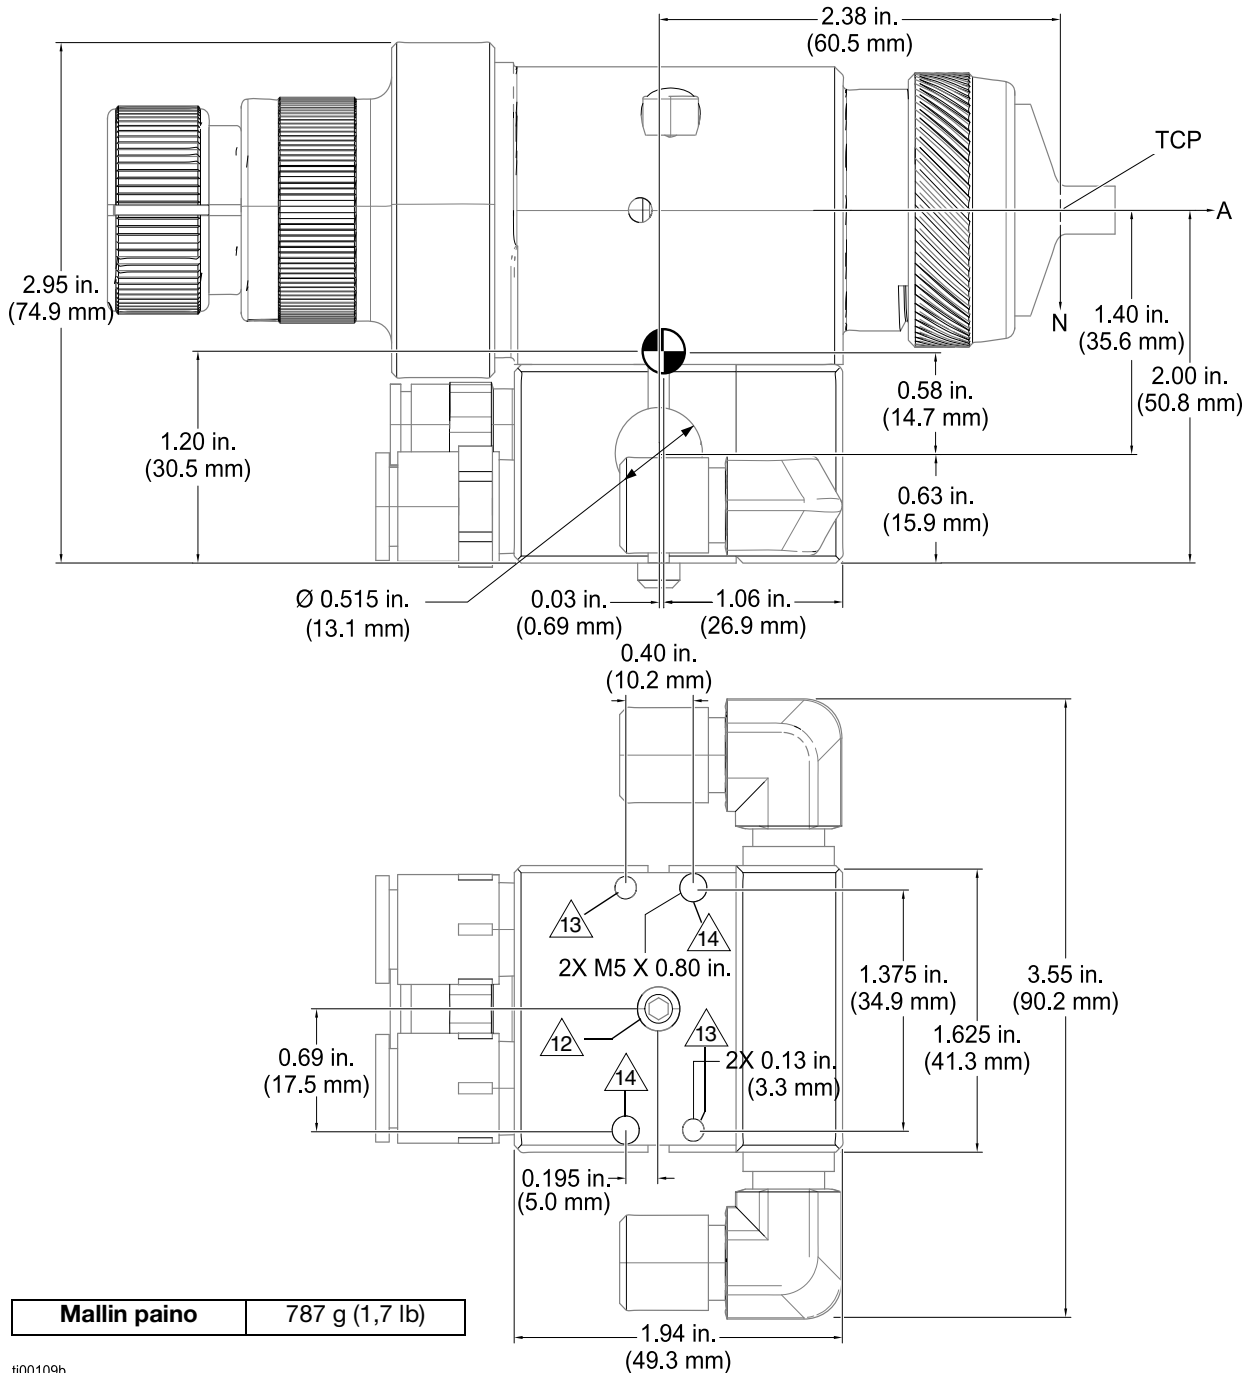 2.38 in.
(60.5 mm)
TCP
A
2.95 in.
(74.9 mm)
N
1.40 in.
(35.6 mm)
2.00 in.
(50.8 mm)
0.58 in.
(14.7 mm)
1.20 in.
(30.5 mm)
0.63 in.
(15.9 mm)
Ø 0.515 in.
(13.1 mm)
0.03 in.
(0.69 mm)
1.06 in.
(26.9 mm)
0.40 in.
(10.2 mm)
13
14
2X M5 X 0.80 in.
1.375 in.
(34.9 mm)
3.55 in.
(90.2 mm)
12
13
1.625 in.
(41.3 mm)
0.69 in.
(17.5 mm)
14
2X 0.13 in.
(3.3 mm)
0.195 in.
(5.0 mm)
Mallin paino 787 g (1,7 lb)
1.94 in.
(49.3 mm)
ti00109b